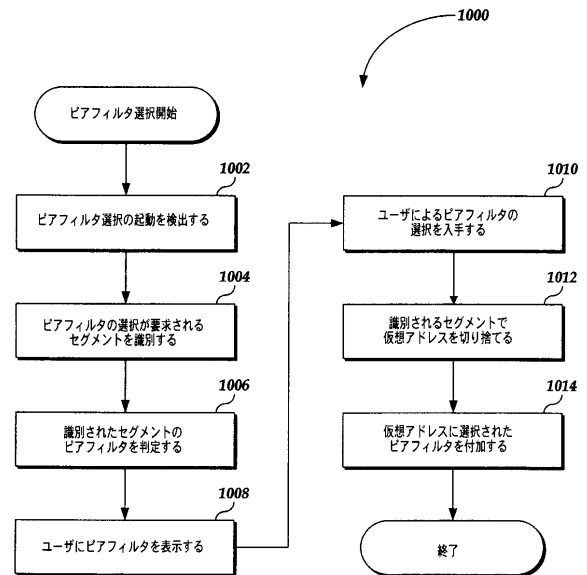 1000
ピアフィルタ選択開始
1002
ピアフィルタ選択の起動を検出する
1004
ピアフィルタの選択が要求される
セグメントを識別する
1006
識別されたセグメントの
ピアフィルタを判定する
1008
ユーザにピアフィルタを表示する
1010
ユーザによるピアフィルタの
選択を入手する
1012
識別されるセグメントで
仮想アドレスを切り捨てる
1014
仮想アドレスに選択された
ピアフィルタを付加する
終了